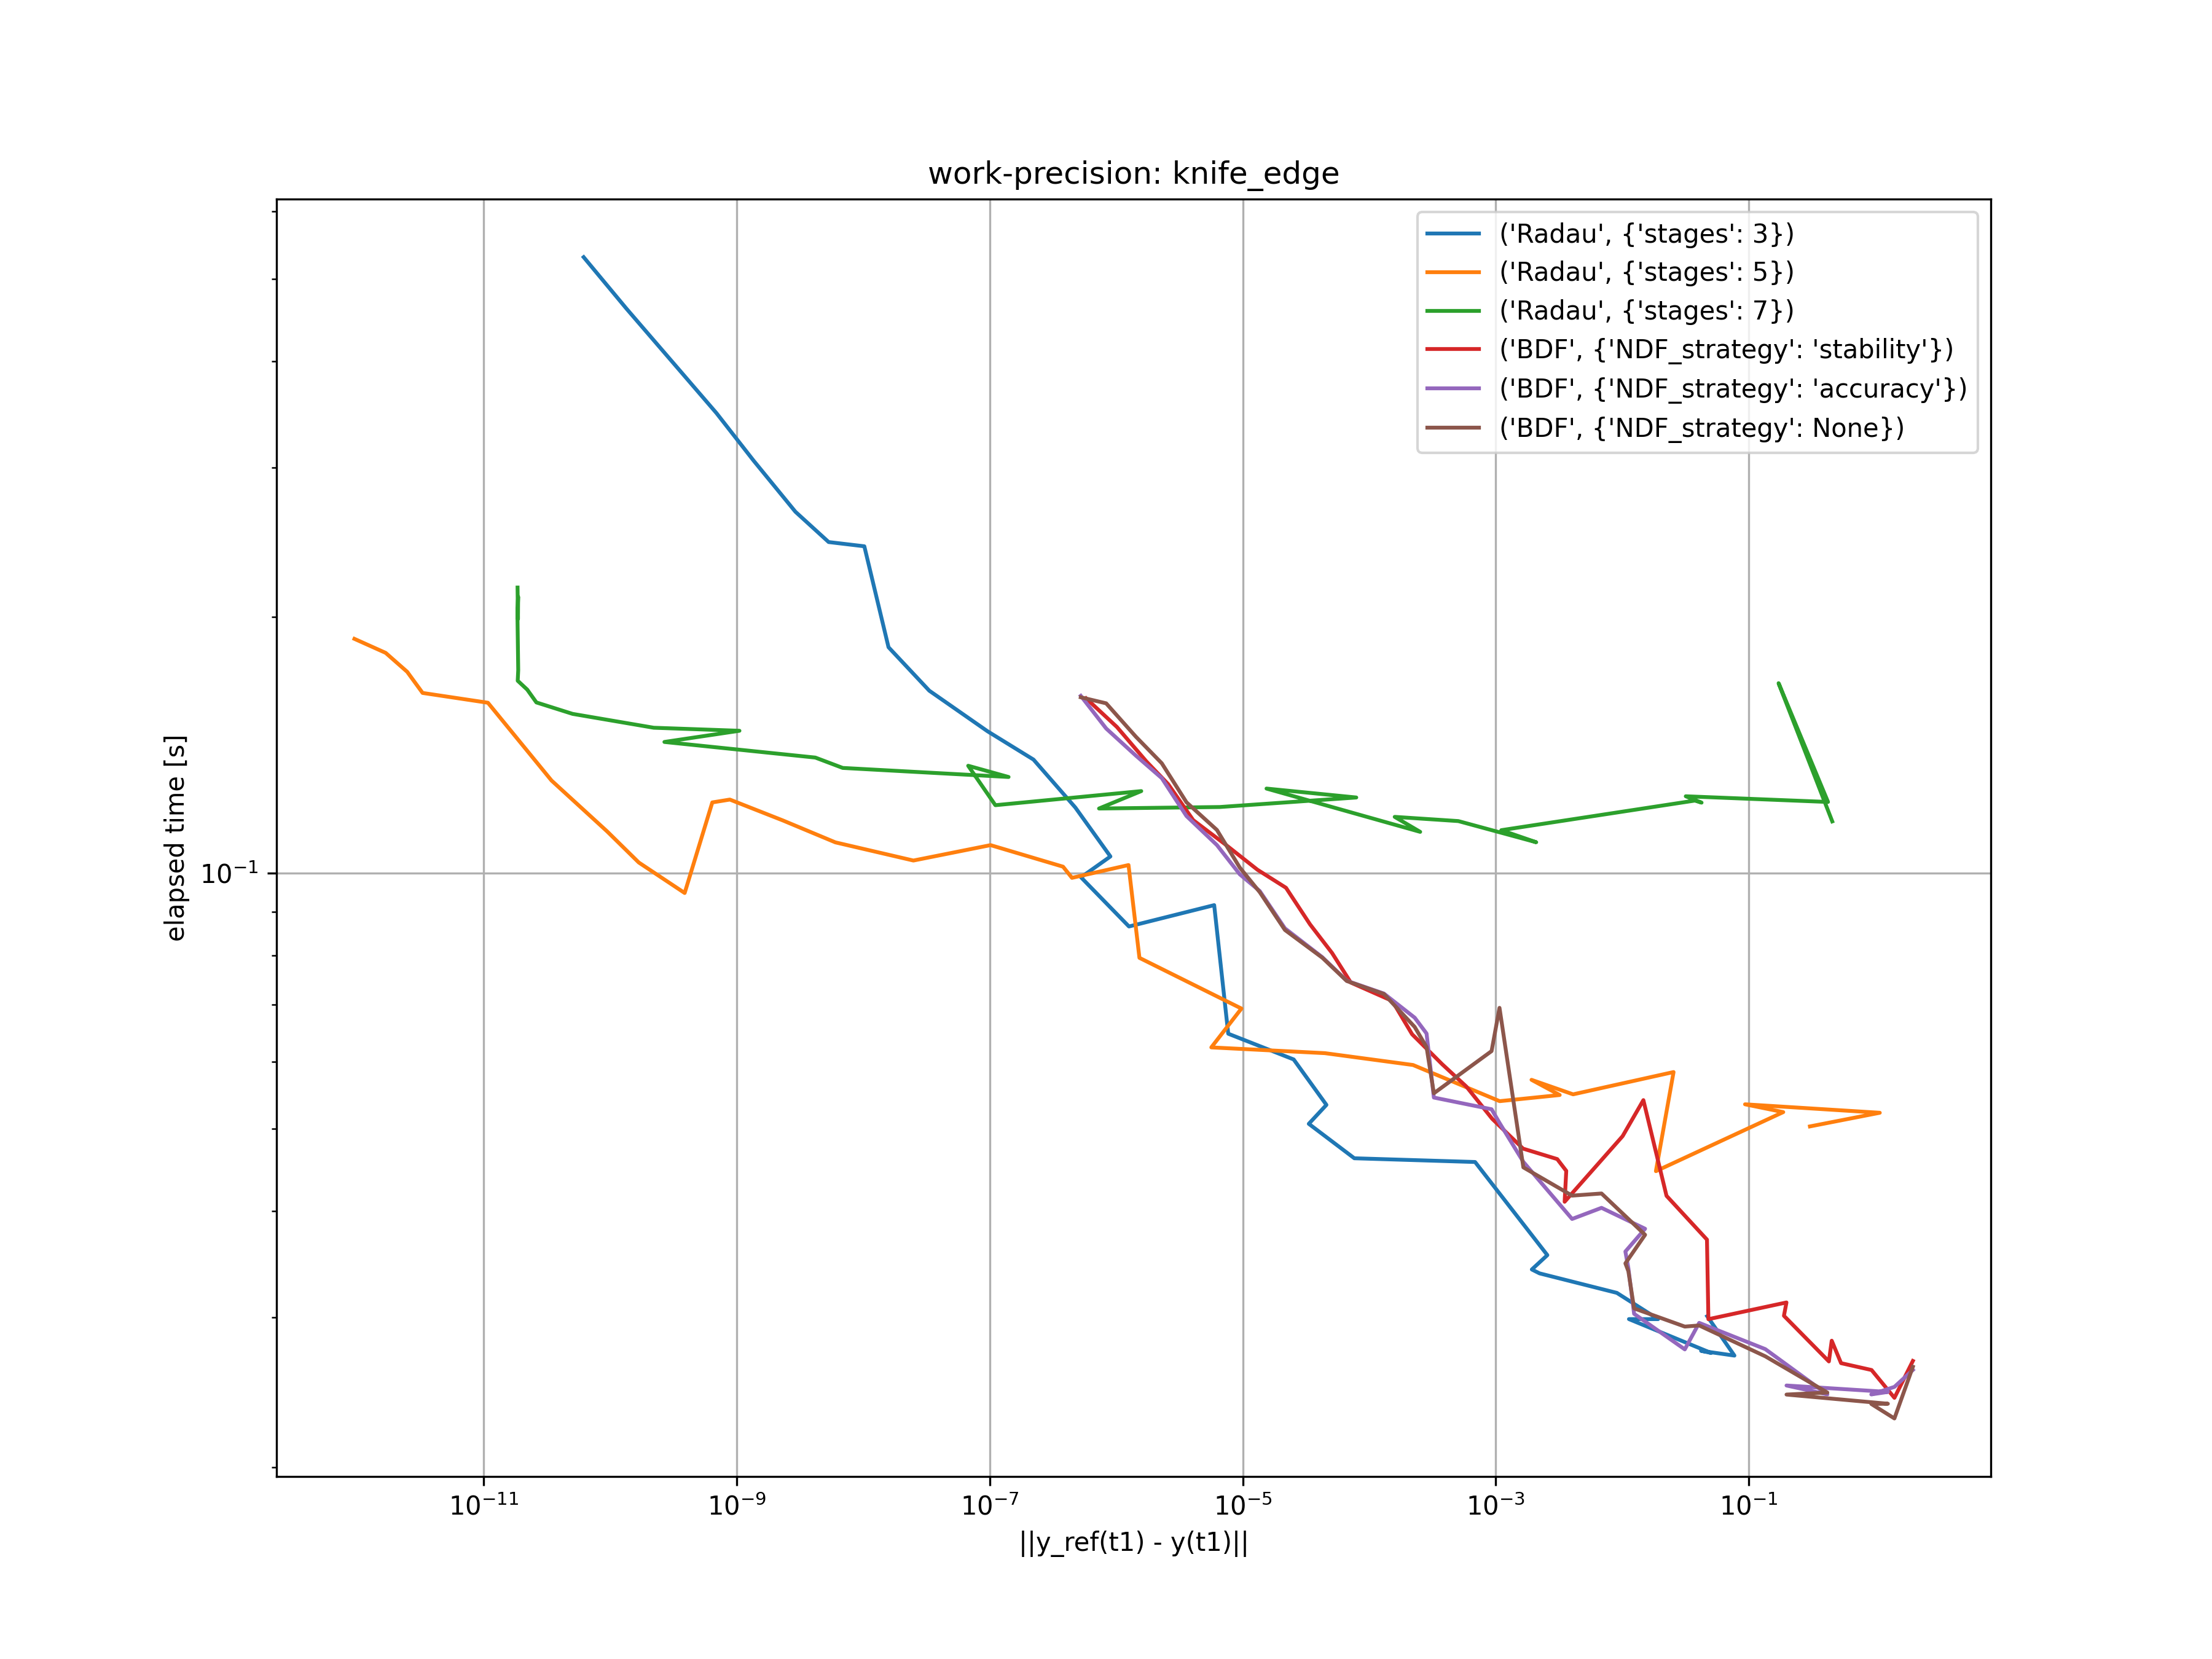 work-precision: knife_edge
('Radau', {'stages': 3})
('Radau', {'stages': 5})
('Radau', {'stages': 7})
('BDF', {'NDF_strategy': 'stability'})
('BDF', {'NDF_strategy': 'accuracy'})
('BDF', {'NDF_strategy': None})
elapsed time [s]
10⁻¹
10⁻¹¹ 10⁻⁹ 10⁻⁷ 10⁻⁵ 10⁻³ 10⁻¹
||y_ref(t1) - y(t1)||